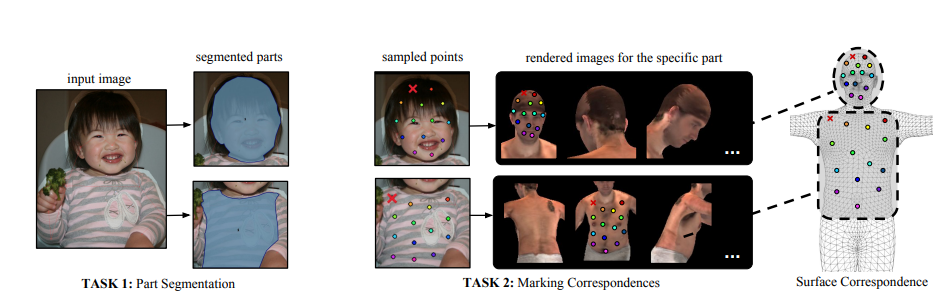 input image
segmented parts
sampled points
rendered images for the specific part
...
...
TASK 1: Part Segmentation
TASK 2: Marking Correspondences
Surface Correspondence